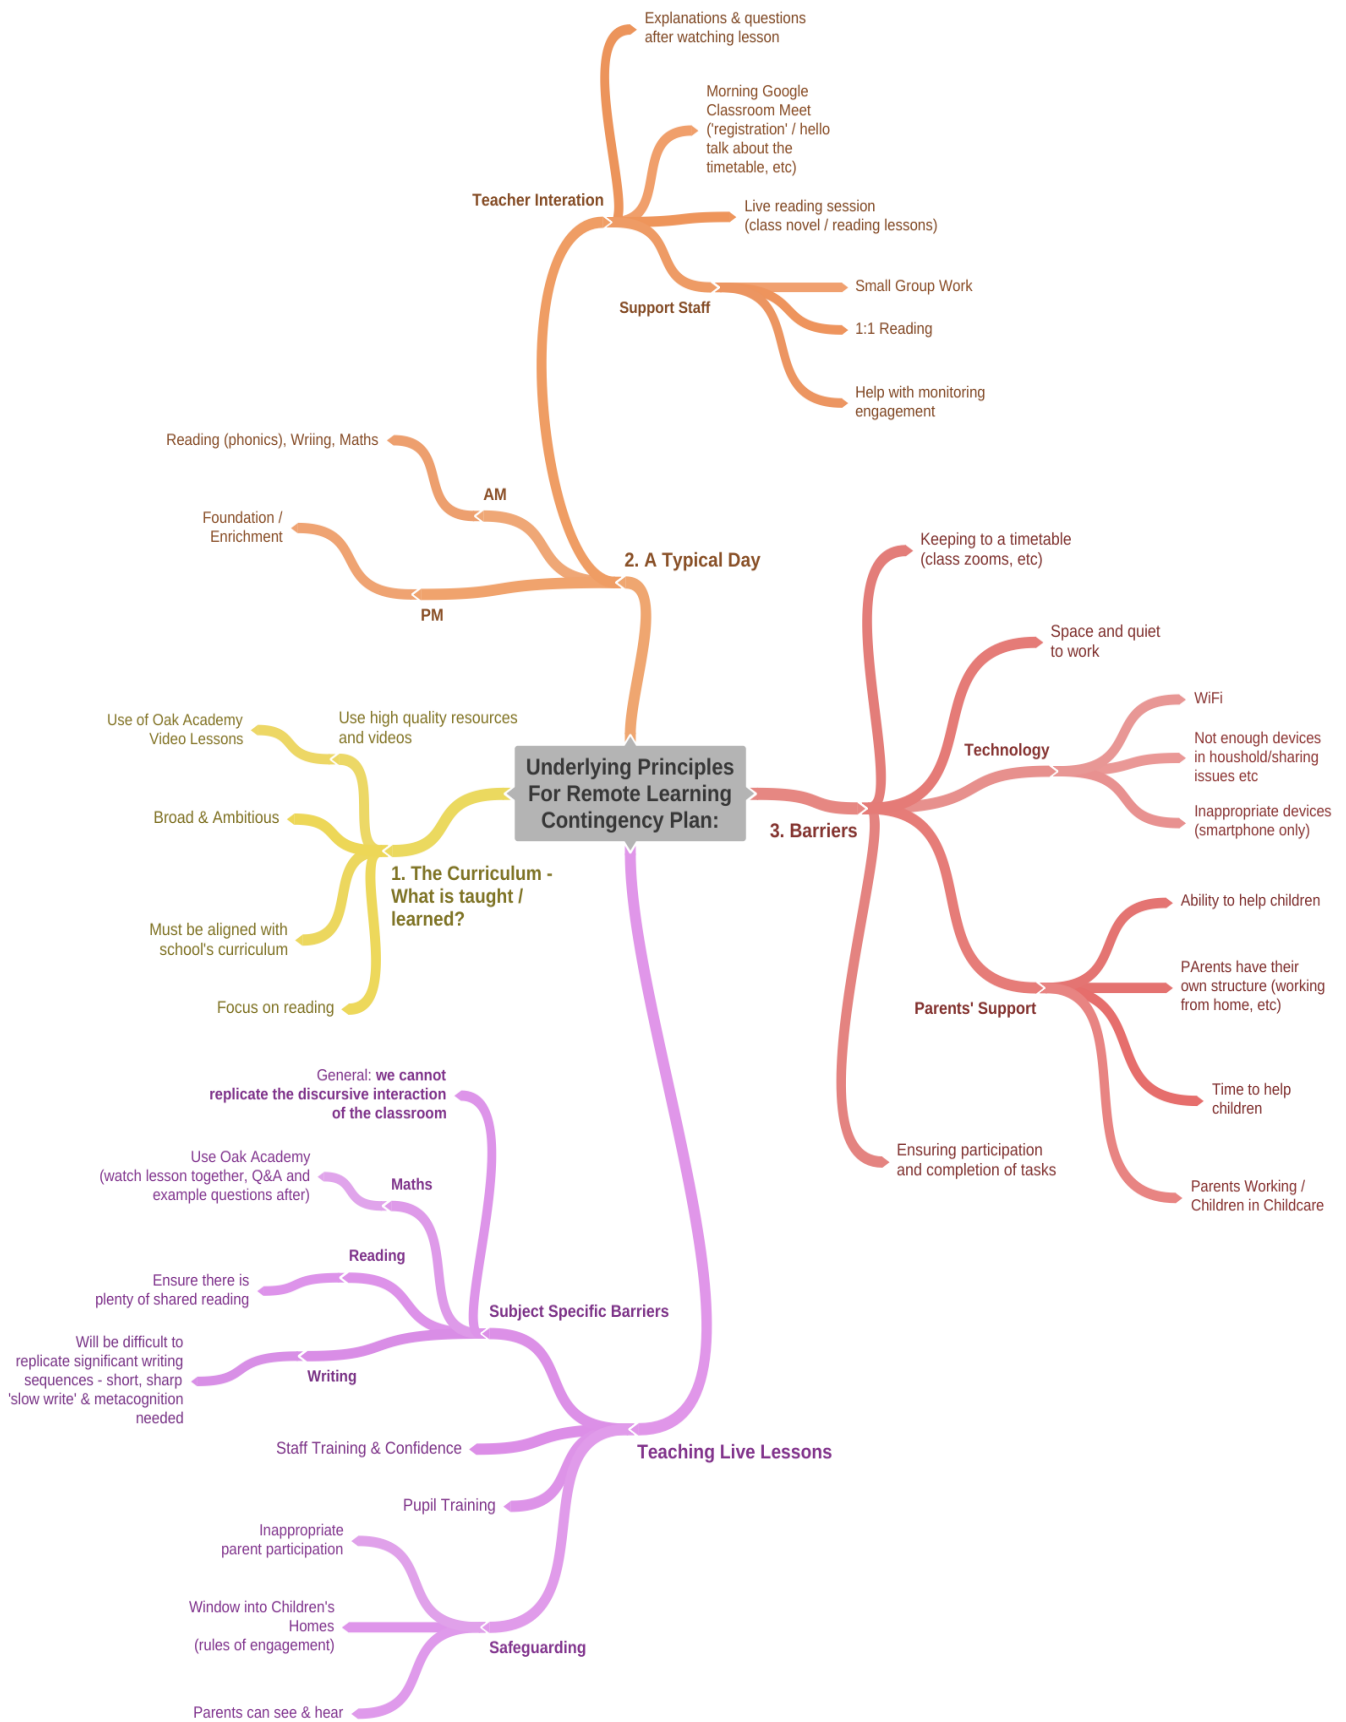 Explanations & questions
after watching lesson
Morning Google
Classroom Meet
('registration' / hello
talk about the
timetable, etc)
Teacher Interation
Live reading session
(class novel / reading lessons)
Support Staff
Small Group Work
1:1 Reading
Help with monitoring
engagement
Reading (phonics), Wriing, Maths
AM
Foundation /
Enrichment
PM
2. A Typical Day
Underlying Principles
For Remote Learning
Contingency Plan:
Use of Oak Academy
Video Lessons
Use high quality resources
and videos
Broad & Ambitious
1. The Curriculum -
What is taught /
learned?
Must be aligned with
school's curriculum
Focus on reading
Keeping to a timetable
(class zooms, etc)
Space and quiet
to work
Technology
WiFi
Not enough devices
in houshold/sharing
issues etc
Inappropriate devices
(smartphone only)
3. Barriers
Parents' Support
Ability to help children
PArents have their
own structure (working
from home, etc)
Time to help
children
Parents Working /
Children in Childcare
Ensuring participation
and completion of tasks
General: we cannot
replicate the discursive interaction
of the classroom
Use Oak Academy
(watch lesson together, Q&A and
example questions after)
Maths
Reading
Ensure there is
plenty of shared reading
Subject Specific Barriers
Will be difficult to
replicate significant writing
sequences - short, sharp
'slow write' & metacognition
needed
Writing
Staff Training & Confidence
Teaching Live Lessons
Pupil Training
Inappropriate
parent participation
Window into Children's
Homes
(rules of engagement)
Safeguarding
Parents can see & hear